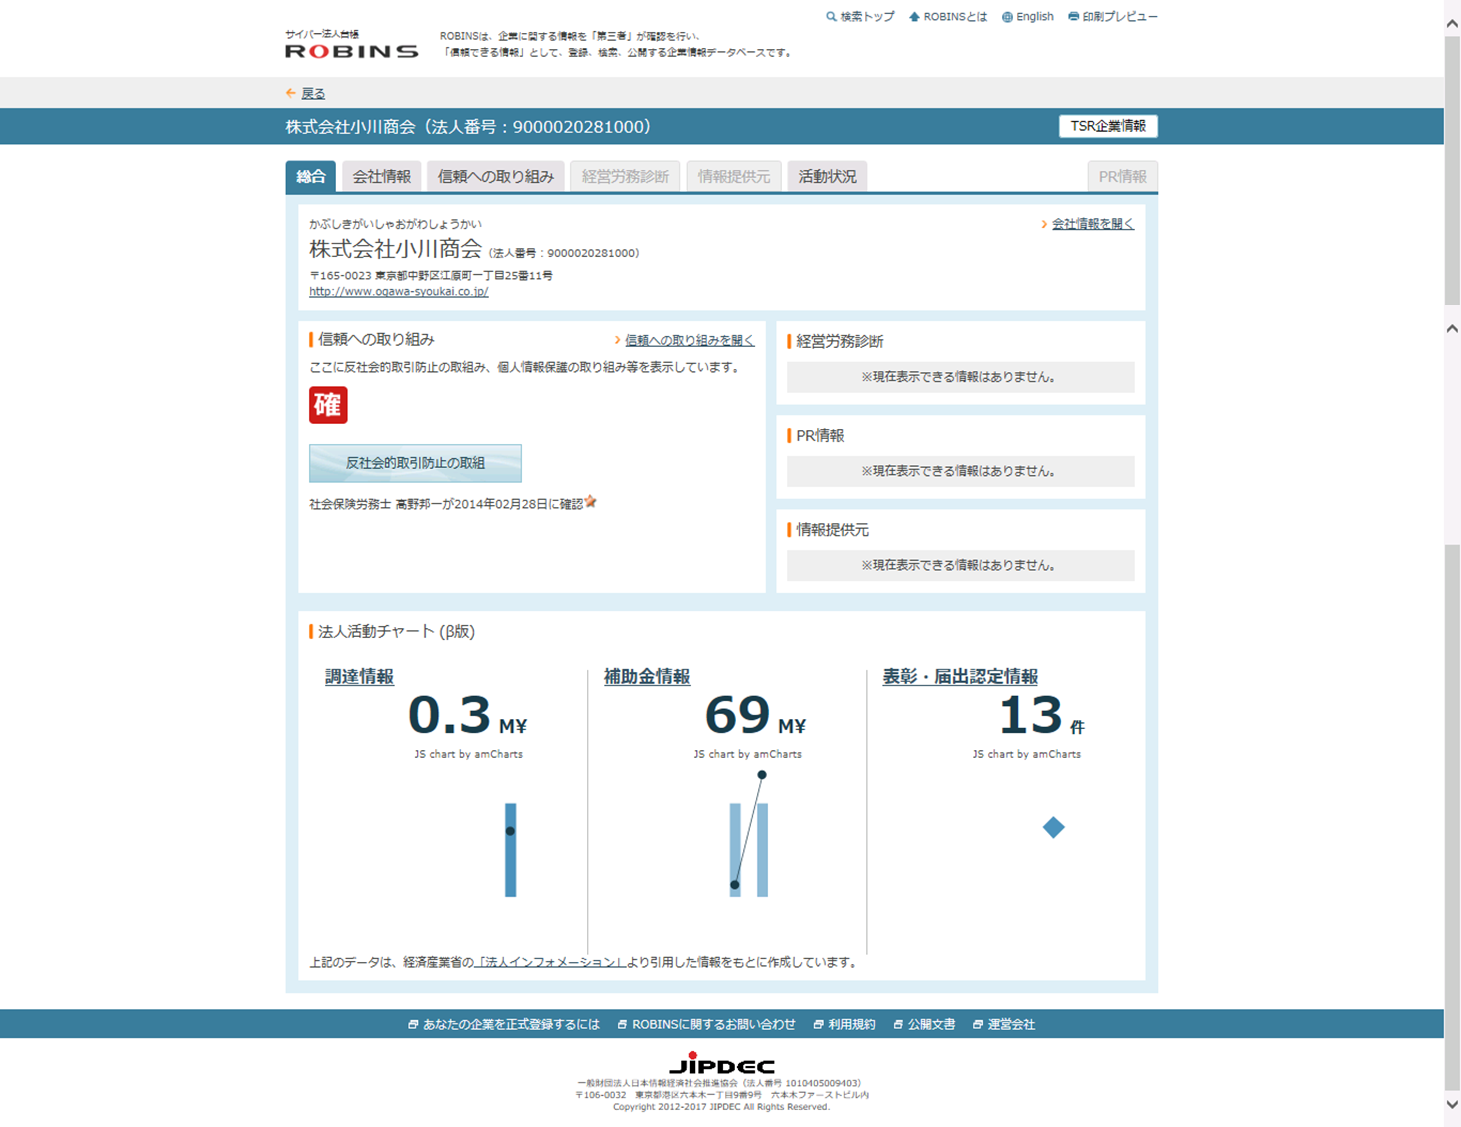 検索トップ ROBINSとは English 印刷プレビュー
サイバー法人台帳
ROBINS
ROBINSは、企業に関する情報を「第三者」が確認を行い、
「信頼できる情報」として、登録、検索、公開する企業情報データベースです。
戻る
株式会社小川商会（法人番号：9000020281000） TSR企業情報
総合 会社情報 信頼への取り組み 経営労務診断 情報提供元 活動状況 PR情報
かぶしきがいしゃおがわしょうかい 会社情報を開く
株式会社小川商会（法人番号：9000020281000）
〒165-0023 東京都中野区江原町一丁目25番11号
http://www.ogawa-syoukai.co.jp/
信頼への取り組み 信頼への取り組みを開く
ここに反社会的取引防止の取組み、個人情報保護の取り組み等を表示しています。
確
反社会的取引防止の取組
社会保険労務士 高野邦一が2014年02月28日に確認
経営労務診断
※現在表示できる情報はありません。
PR情報
※現在表示できる情報はありません。
情報提供元
※現在表示できる情報はありません。
法人活動チャート (β版)
調達情報
0.3 M¥
JS chart by amCharts
補助金情報
69 M¥
JS chart by amCharts
表彰・届出認定情報
13 件
JS chart by amCharts
上記のデータは、経済産業省の「法人インフォメーション」より引用した情報をもとに作成しています。
あなたの企業を正式登録するには ROBINSに関するお問い合わせ 利用規約 公開文書 運営会社
JIPDEC
一般財団法人日本情報経済社会推進協会（法人番号 1010405009403）
〒106-0032 東京都港区六本木一丁目9番9号 六本木ファーストビル内
Copyright 2012-2017 JIPDEC All Rights Reserved.